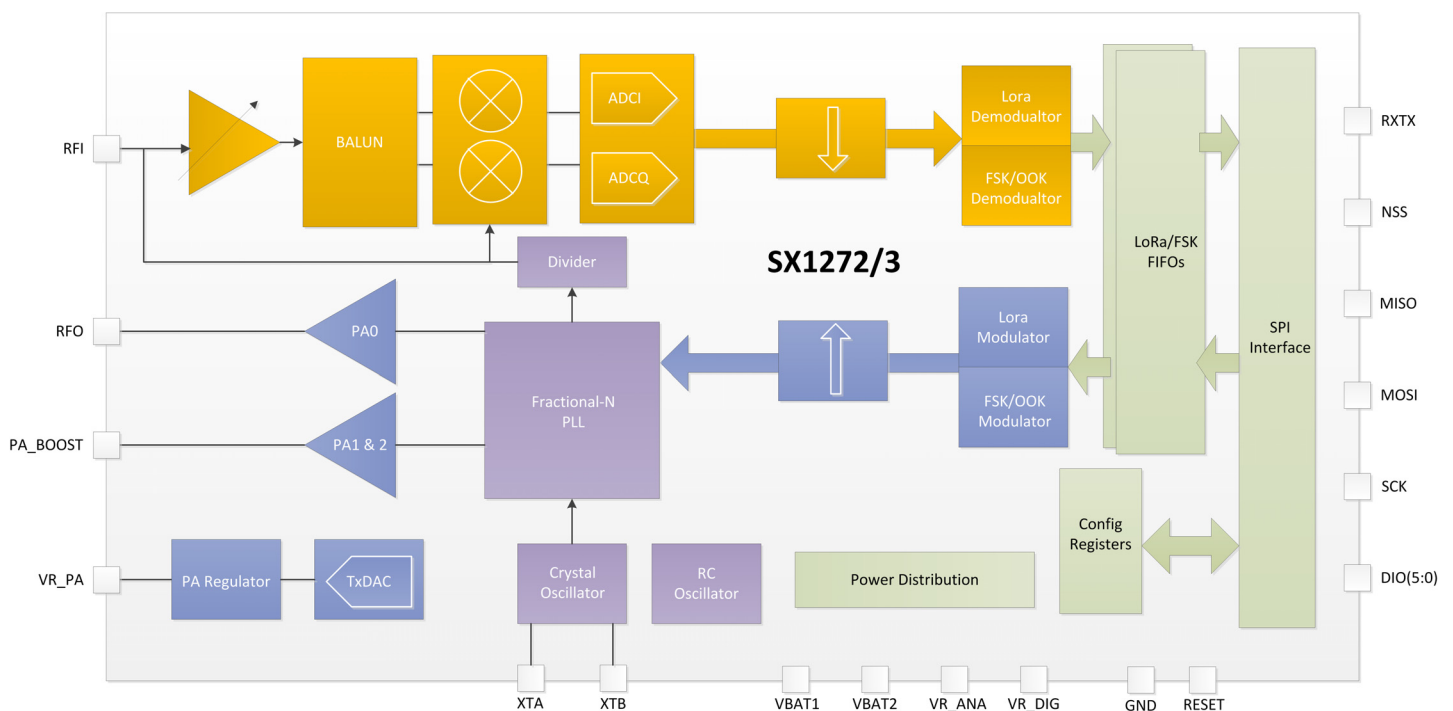 RFI
BALUN
ADCI
ADCQ
Lora
Demodualtor
FSK/OOK
Demodualtor
LoRa/FSK
FIFOs
SPI
Interface
RXTX
NSS
MISO
MOSI
SCK
DIO(5:0)
Divider
SX1272/3
RFO
PA0
Fractional-N
PLL
Lora
Modulator
FSK/OOK
Modulator
PA_BOOST
PA1 & 2
Config
Registers
VR_PA
PA Regulator
TxDAC
Crystal
Oscillator
RC
Oscillator
Power Distribution
XTA
XTB
VBAT1
VBAT2
VR_ANA
VR_DIG
GND
RESET